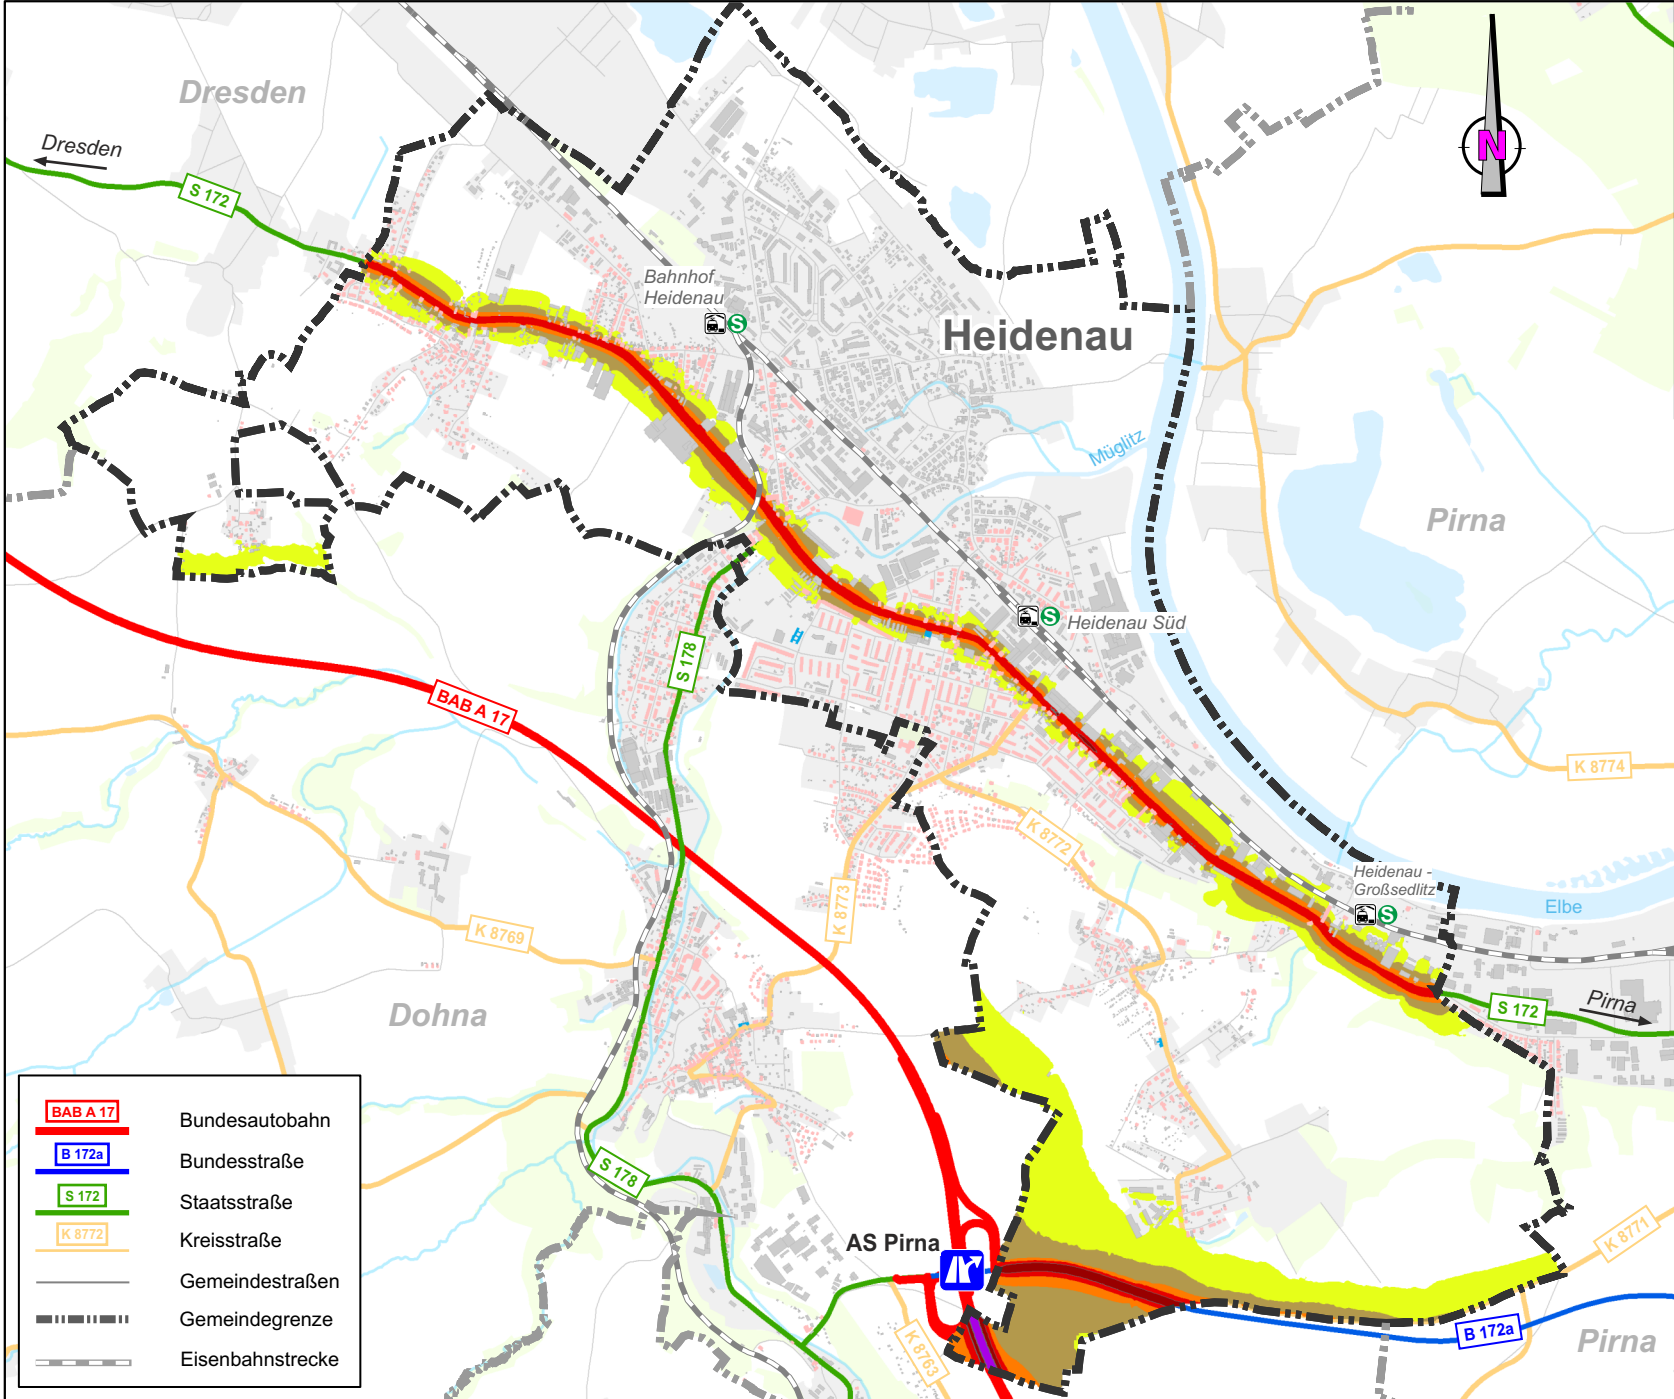 Dresden
Dresden
S 172
N
Bahnhof
Heidenau
S
Heidenau
Müglitz
Pirna
S
Heidenau Süd
S 178
BAB A 17
K 8774
K 8772
Heidenau -
Großsedlitz
S
K 8773
Elbe
K 8769
Dohna
S 172
Pirna
BAB A 17
Bundesautobahn
B 172a
Bundesstraße
S 172
Staatsstraße
K 8772
Kreisstraße
Gemeindestraßen
Gemeindegrenze
Eisenbahnstrecke
S 178
AS Pirna
K 8771
K 8763
B 172a
Pirna